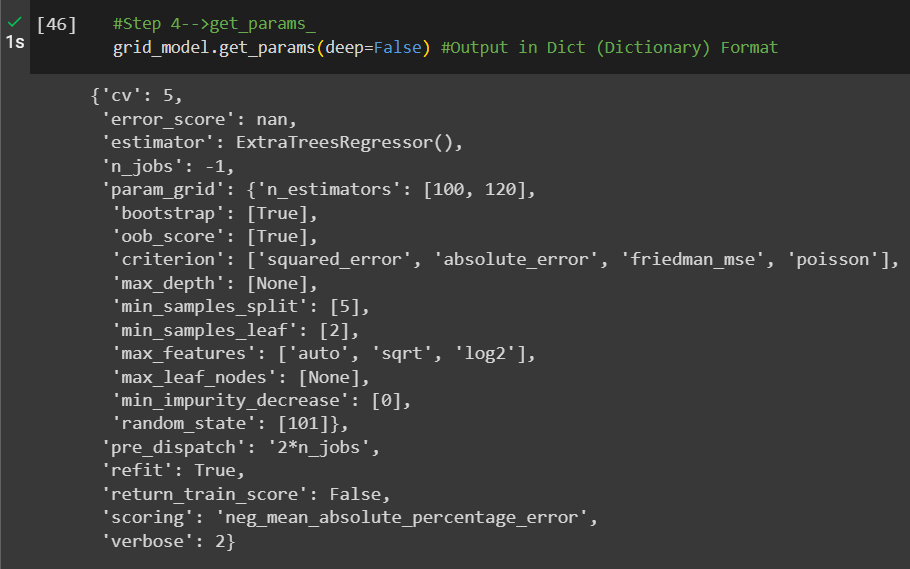 [46] #Step 4-->get_params_
1s grid_model.get_params(deep=False) #Output in Dict (Dictionary) Format
{'cv': 5,
 'error_score': nan,
 'estimator': ExtraTreesRegressor(),
 'n_jobs': -1,
 'param_grid': {'n_estimators': [100, 120],
  'bootstrap': [True],
  'oob_score': [True],
  'criterion': ['squared_error', 'absolute_error', 'friedman_mse', 'poisson'],
  'max_depth': [None],
  'min_samples_split': [5],
  'min_samples_leaf': [2],
  'max_features': ['auto', 'sqrt', 'log2'],
  'max_leaf_nodes': [None],
  'min_impurity_decrease': [0],
  'random_state': [101]},
 'pre_dispatch': '2*n_jobs',
 'refit': True,
 'return_train_score': False,
 'scoring': 'neg_mean_absolute_percentage_error',
 'verbose': 2}